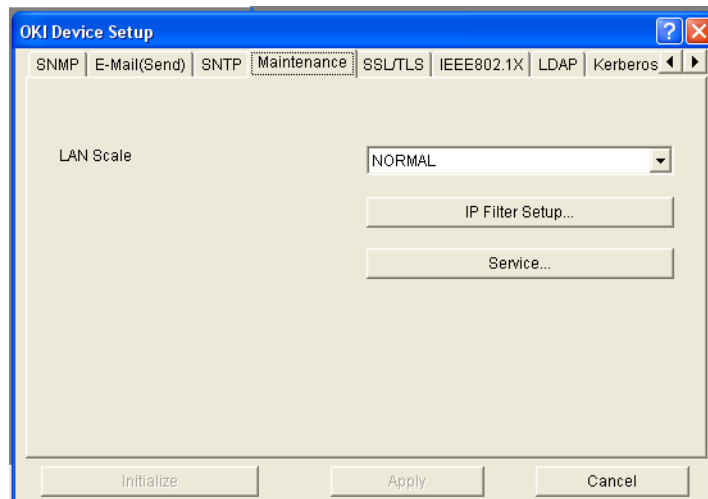 OKI Device Setup
SNMP E-Mail(Send) SNTP Maintenance SSL/TLS IEEE802.1X LDAP Kerberos
LAN Scale NORMAL
IP Filter Setup...
Service...
Initialize Apply Cancel